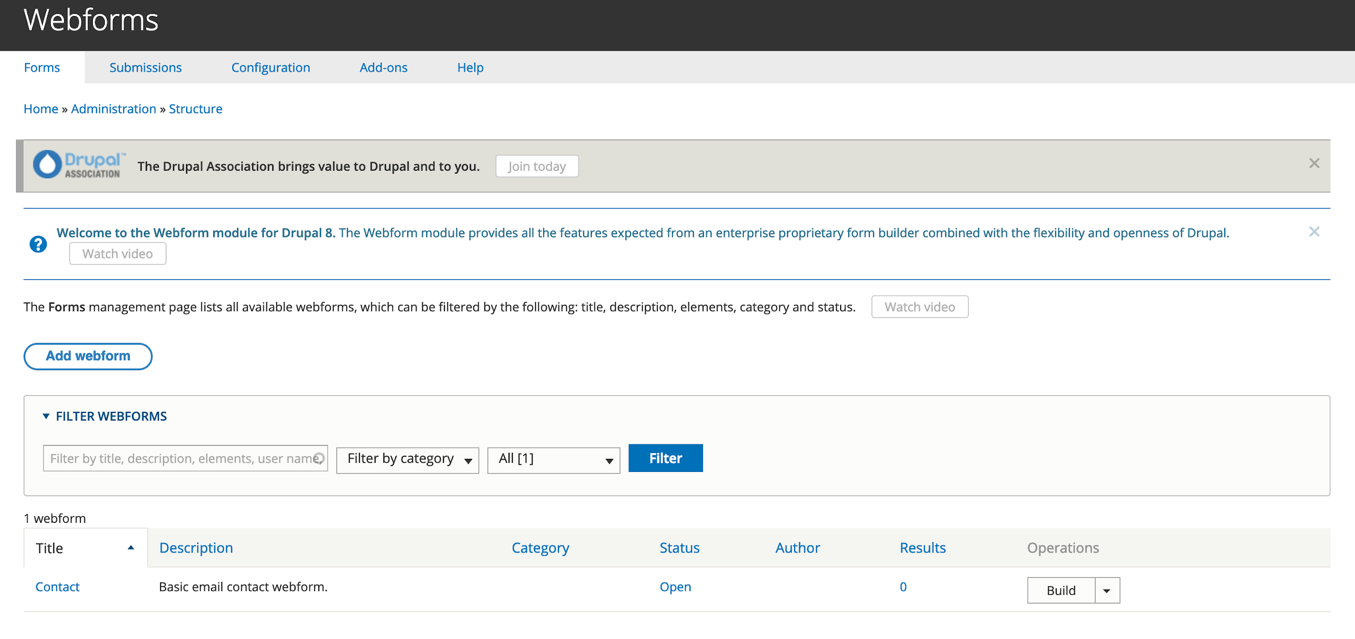 Webforms
Forms Submissions Configuration Add-ons Help
Home » Administration » Structure
Drupal™ ASSOCIATION The Drupal Association brings value to Drupal and to you. Join today
Welcome to the Webform module for Drupal 8. The Webform module provides all the features expected from an enterprise proprietary form builder combined with the flexibility and openness of Drupal.
Watch video
The Forms management page lists all available webforms, which can be filtered by the following: title, description, elements, category and status. Watch video
Add webform
FILTER WEBFORMS
Filter by title, description, elements, user name, Filter by category All [1] Filter
1 webform
Title Description Category Status Author Results Operations
Contact Basic email contact webform. Open 0 Build